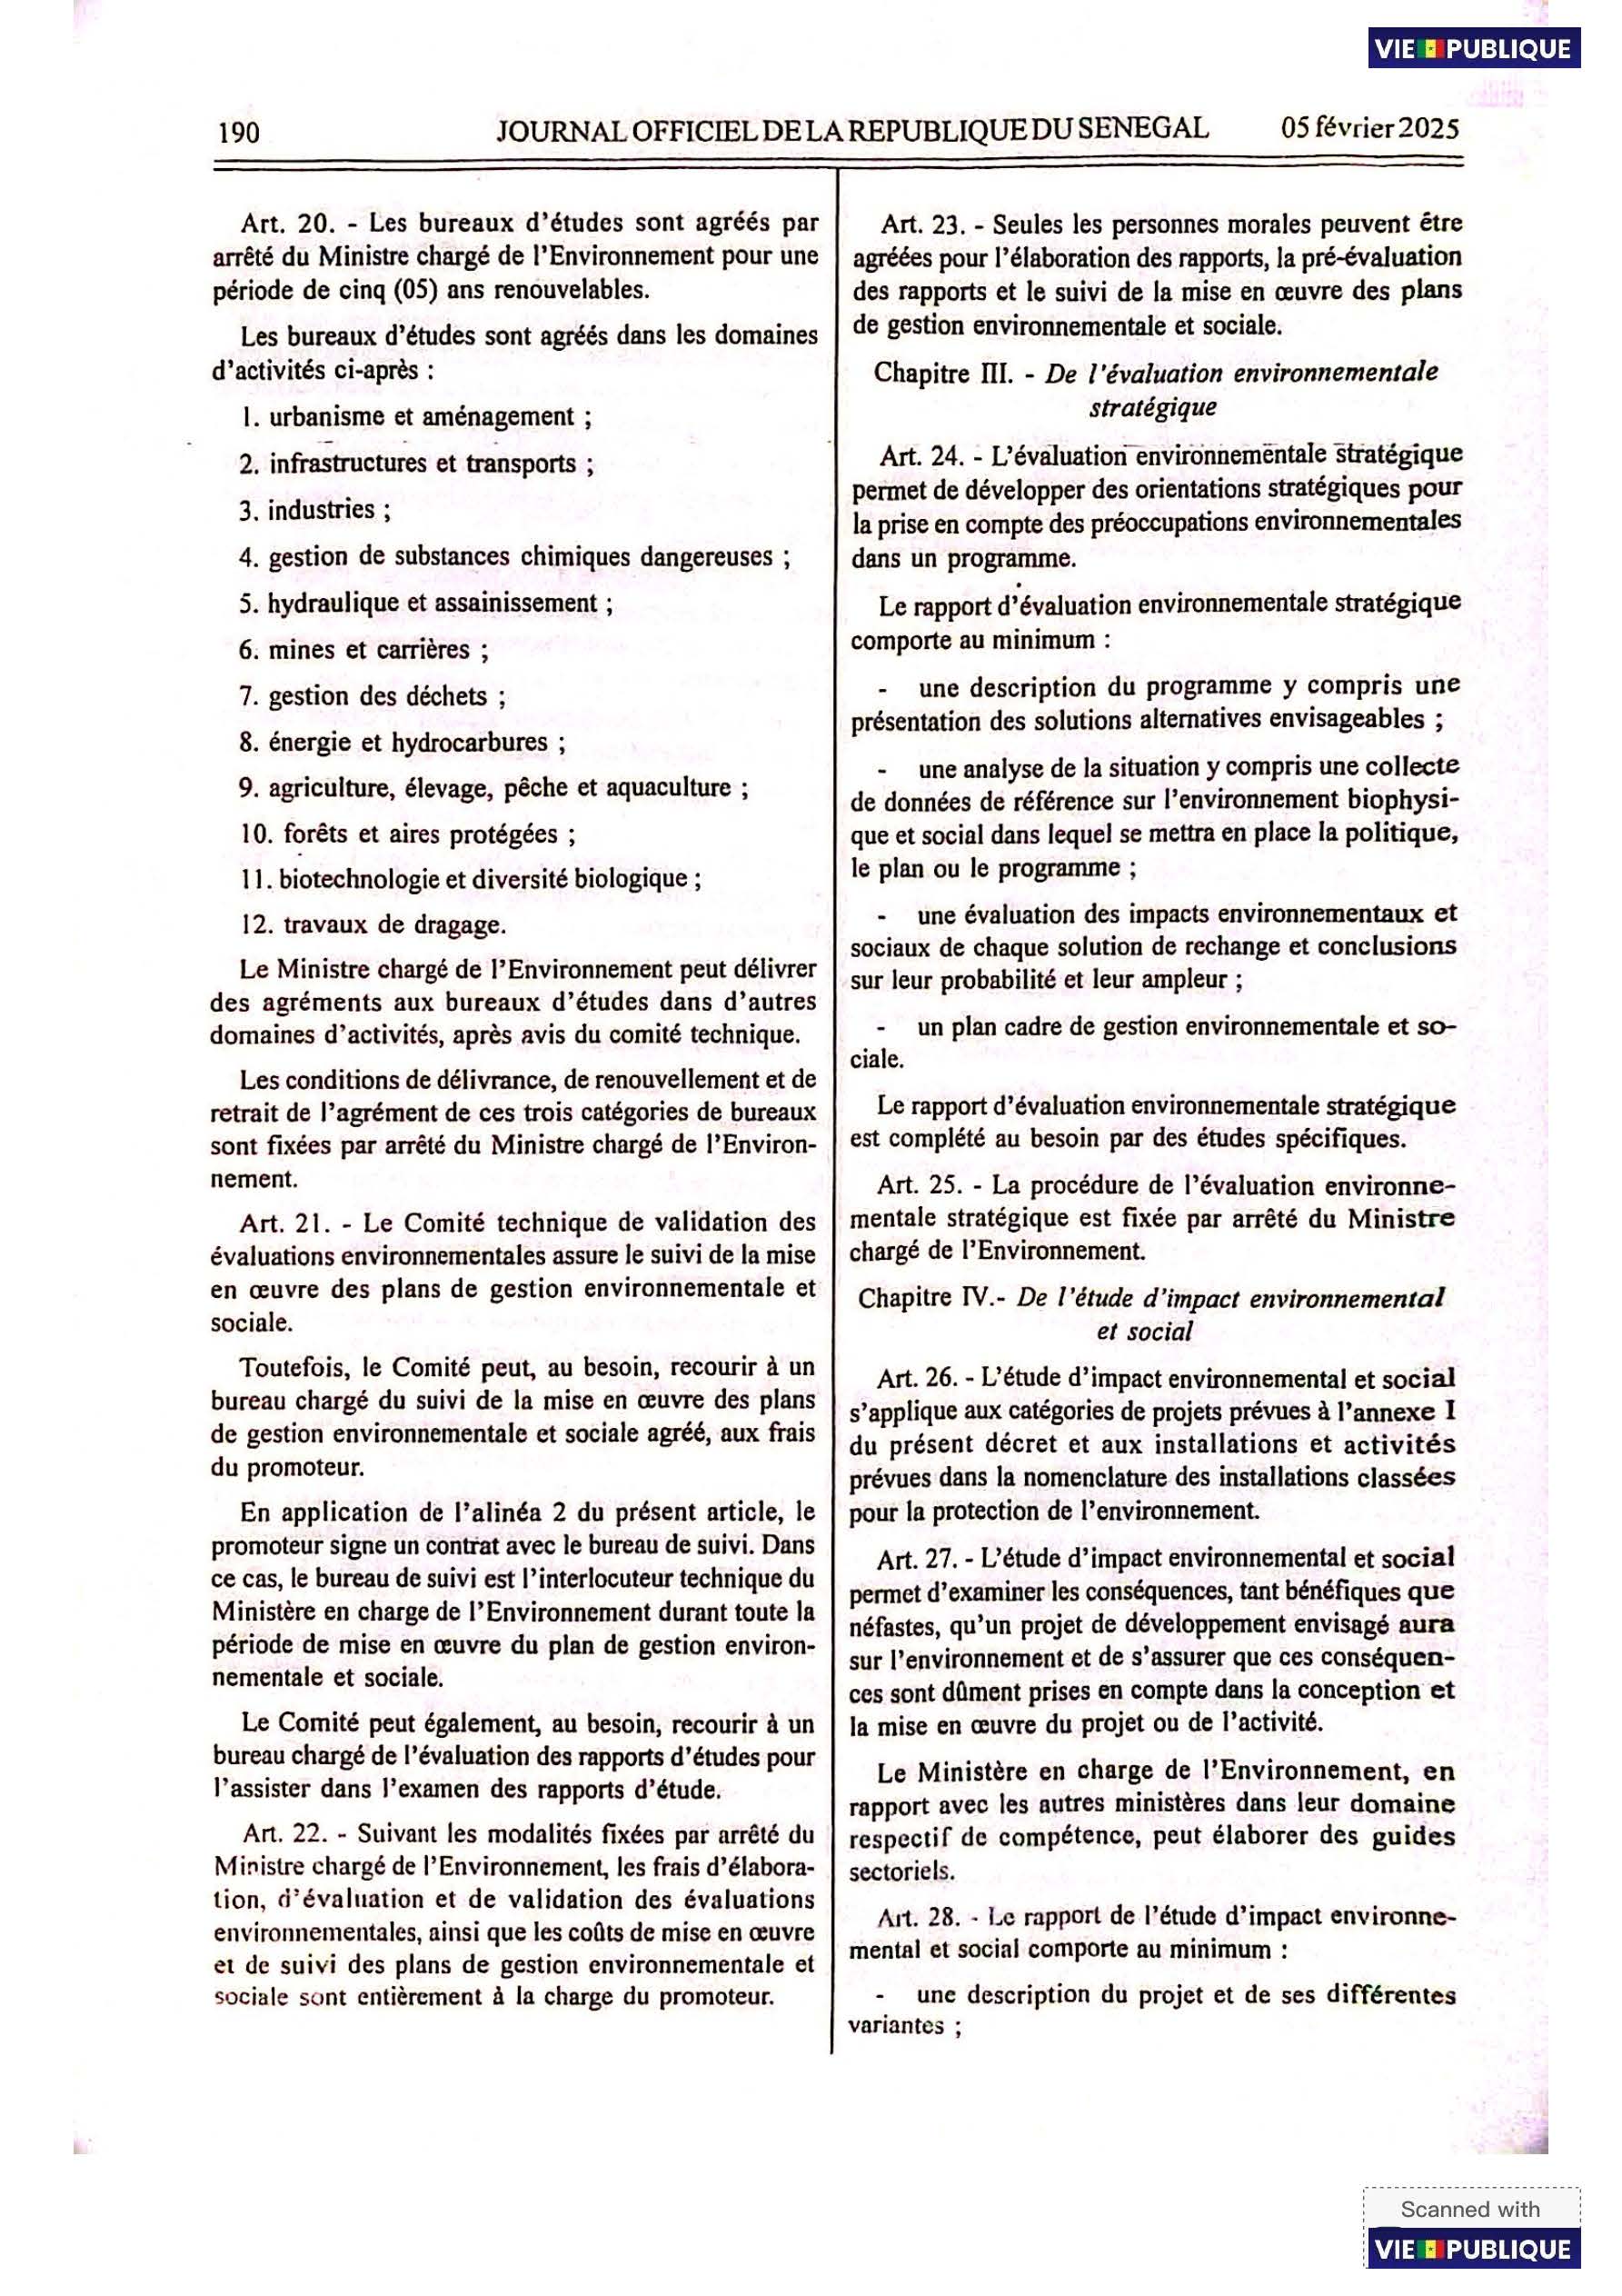 VIE PUBLIQUE
190
JOURNAL OFFICIEL DE LA REPUBLIQUE DU SENEGAL
05 février 2025
Art. 20. - Les bureaux d'études sont agréés par
arrêté du Ministre chargé de l'Environnement pour une
période de cinq (05) ans renouvelables.
Les bureaux d'études sont agréés dans les domaines
d'activités ci-après :
1. urbanisme et aménagement ;
2. infrastructures et transports ;
3. industries ;
4. gestion de substances chimiques dangereuses ;
5. hydraulique et assainissement ;
6. mines et carrières ;
7. gestion des déchets ;
8. énergie et hydrocarbures ;
9. agriculture, élevage, pêche et aquaculture ;
10. forêts et aires protégées ;
11. biotechnologie et diversité biologique ;
12. travaux de dragage.
Le Ministre chargé de l'Environnement peut délivrer
des agréments aux bureaux d'études dans d'autres
domaines d'activités, après avis du comité technique.
Les conditions de délivrance, de renouvellement et de
retrait de l'agrément de ces trois catégories de bureaux
sont fixées par arrêté du Ministre chargé de l'Environ-
nement.
Art. 21. - Le Comité technique de validation des
évaluations environnementales assure le suivi de la mise
en œuvre des plans de gestion environnementale et
sociale.
Toutefois, le Comité peut, au besoin, recourir à un
bureau chargé du suivi de la mise en œuvre des plans
de gestion environnementale et sociale agréé, aux frais
du promoteur.
En application de l'alinéa 2 du présent article, le
promoteur signe un contrat avec le bureau de suivi. Dans
ce cas, le bureau de suivi est l'interlocuteur technique du
Ministère en charge de l'Environnement durant toute la
période de mise en œuvre du plan de gestion environ-
nementale et sociale.
Le Comité peut également, au besoin, recourir à un
bureau chargé de l'évaluation des rapports d'études pour
l'assister dans l'examen des rapports d'étude.
Art. 22. - Suivant les modalités fixées par arrêté du
Ministre chargé de l'Environnement, les frais d'élabora-
tion, d'évaluation et de validation des évaluations
environnementales, ainsi que les coûts de mise en œuvre
et de suivi des plans de gestion environnementale et
sociale sont entièrement à la charge du promoteur.
Art. 23. - Seules les personnes morales peuvent être
agréées pour l'élaboration des rapports, la pré-évaluation
des rapports et le suivi de la mise en œuvre des plans
de gestion environnementale et sociale.
Chapitre III. - De l'évaluation environnementale
stratégique
Art. 24. - L'évaluation environnementale stratégique
permet de développer des orientations stratégiques pour
la prise en compte des préoccupations environnementales
dans un programme.
Le rapport d'évaluation environnementale stratégique
comporte au minimum :
- une description du programme y compris une
présentation des solutions alternatives envisageables ;
- une analyse de la situation y compris une collecte
de données de référence sur l'environnement biophysi-
que et social dans lequel se mettra en place la politique,
le plan ou le programme ;
- une évaluation des impacts environnementaux et
sociaux de chaque solution de rechange et conclusions
sur leur probabilité et leur ampleur ;
- un plan cadre de gestion environnementale et so-
ciale.
Le rapport d'évaluation environnementale stratégique
est complété au besoin par des études spécifiques.
Art. 25. - La procédure de l'évaluation environne-
mentale stratégique est fixée par arrêté du Ministre
chargé de l'Environnement.
Chapitre IV.- De l'étude d'impact environnemental
et social
Art. 26. - L'étude d'impact environnemental et social
s'applique aux catégories de projets prévues à l'annexe I
du présent décret et aux installations et activités
prévues dans la nomenclature des installations classées
pour la protection de l'environnement.
Art. 27. - L'étude d'impact environnemental et social
permet d'examiner les conséquences, tant bénéfiques que
néfastes, qu'un projet de développement envisagé aura
sur l'environnement et de s'assurer que ces conséquen-
ces sont dûment prises en compte dans la conception et
la mise en œuvre du projet ou de l'activité.
Le Ministère en charge de l'Environnement, en
rapport avec les autres ministères dans leur domaine
respectif de compétence, peut élaborer des guides
sectoriels.
Art. 28. - Le rapport de l'étude d'impact environne-
mental et social comporte au minimum :
- une description du projet et de ses différentes
variantes ;
Scanned with
VIE PUBLIQUE